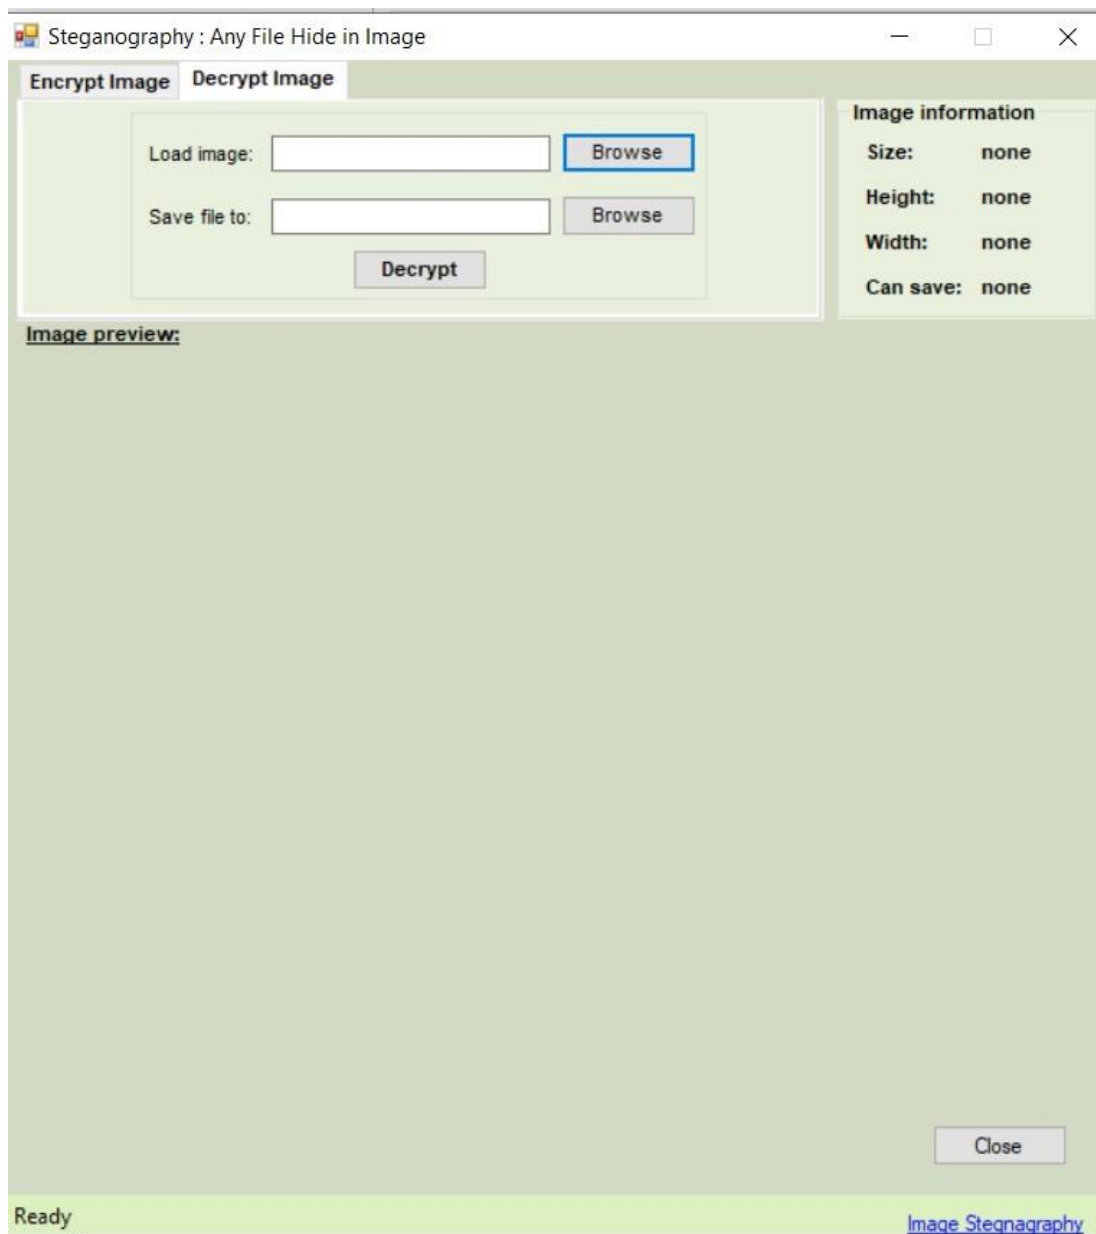 Steganography : Any File Hide in Image
Encrypt Image Decrypt Image
Load image: Browse
Save file to: Browse
Decrypt
Image information
Size: none
Height: none
Width: none
Can save: none
Image preview:
Close
Ready
Image Stegnagraphy